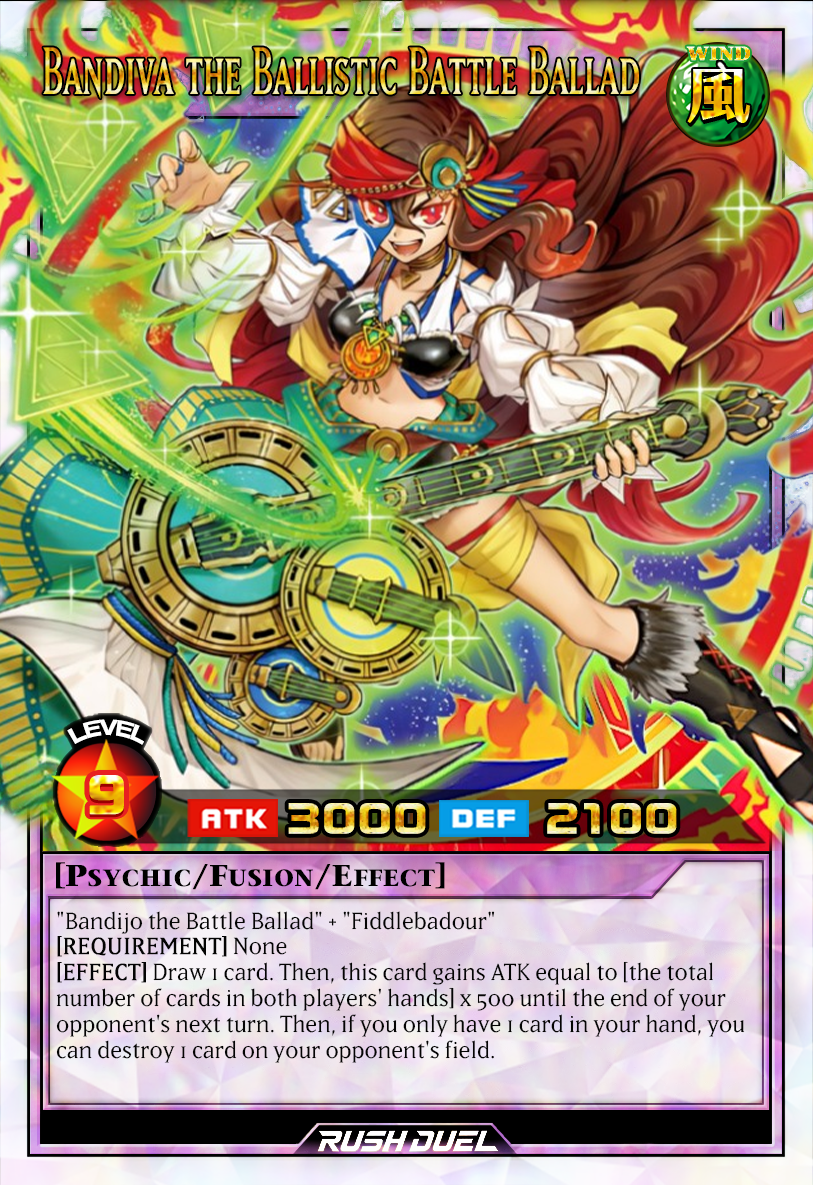 BANDIVA THE BALLISTIC BATTLE BALLAD
WIND
風
LEVEL
9
ATK 3000 DEF 2100
[PSYCHIC/FUSION/EFFECT]
"Bandijo the Battle Ballad" + "Fiddlebadour"
[REQUIREMENT] None
[EFFECT] Draw 1 card. Then, this card gains ATK equal to [the total
number of cards in both players' hands] x 500 until the end of your
opponent's next turn. Then, if you only have 1 card in your hand, you
can destroy 1 card on your opponent's field.
RUSH DUEL